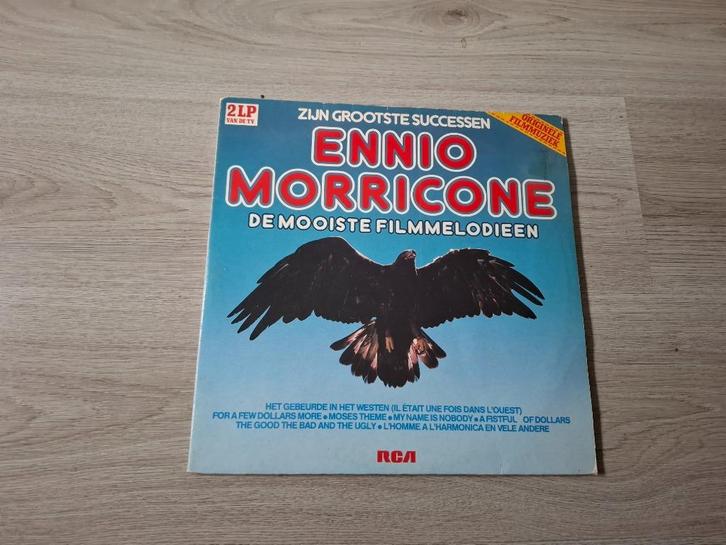 2LP
VAN DE TV
ZIJN GROOTSTE SUCCESSEN
ORIGINELE
FILMMUZIEK
ENNIO
MORRICONE
DE MOOISTE FILMMELODIEEN
HET GEBEURDE IN HET WESTEN (IL ÉTAIT UNE FOIS DANS L'OUEST)
FOR A FEW DOLLARS MORE • MOSES THEME • MY NAME IS NOBODY • A FISTFUL OF DOLLARS
THE GOOD THE BAD AND THE UGLY • L'HOMME A L'HARMONICA EN VELE ANDERE
RCA